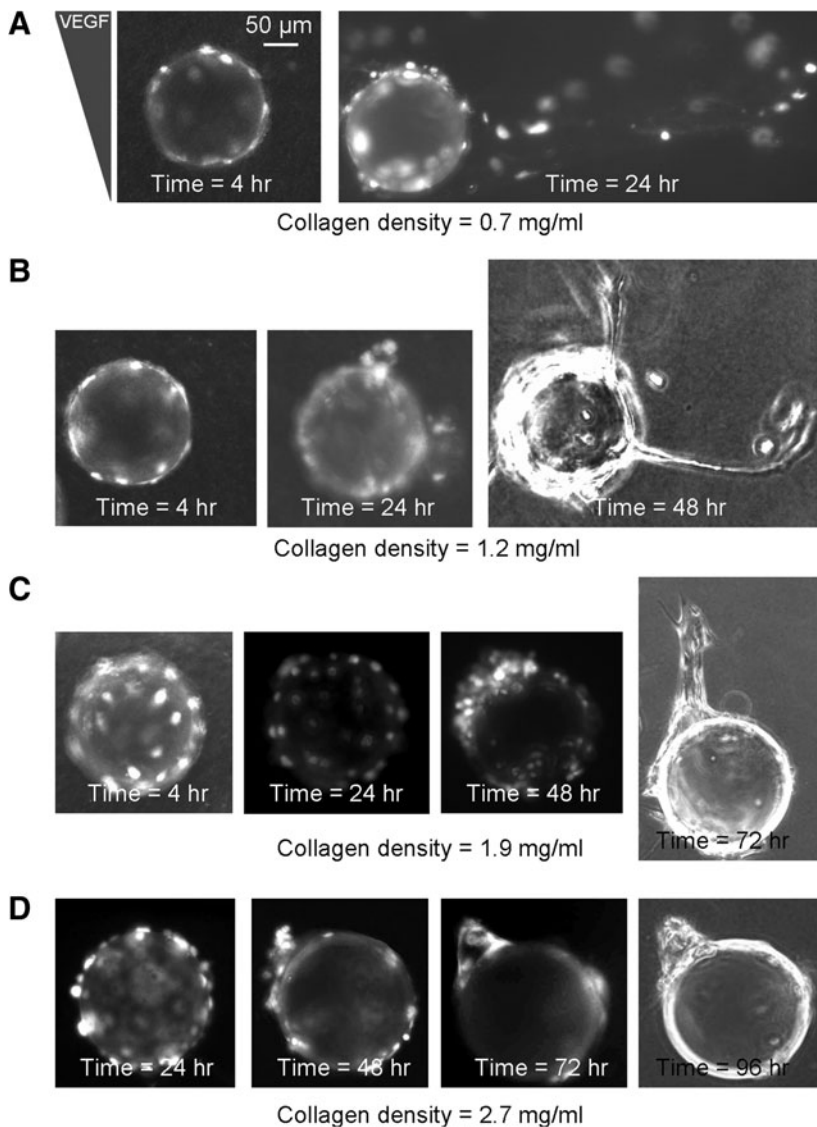 A
VEGF
50 µm
Time = 4 hr
Time = 24 hr
Collagen density = 0.7 mg/ml
B
Time = 4 hr
Time = 24 hr
Time = 48 hr
Collagen density = 1.2 mg/ml
C
Time = 4 hr
Time = 24 hr
Time = 48 hr
Time = 72 hr
Collagen density = 1.9 mg/ml
D
Time = 24 hr
Time = 48 hr
Time = 72 hr
Time = 96 hr
Collagen density = 2.7 mg/ml